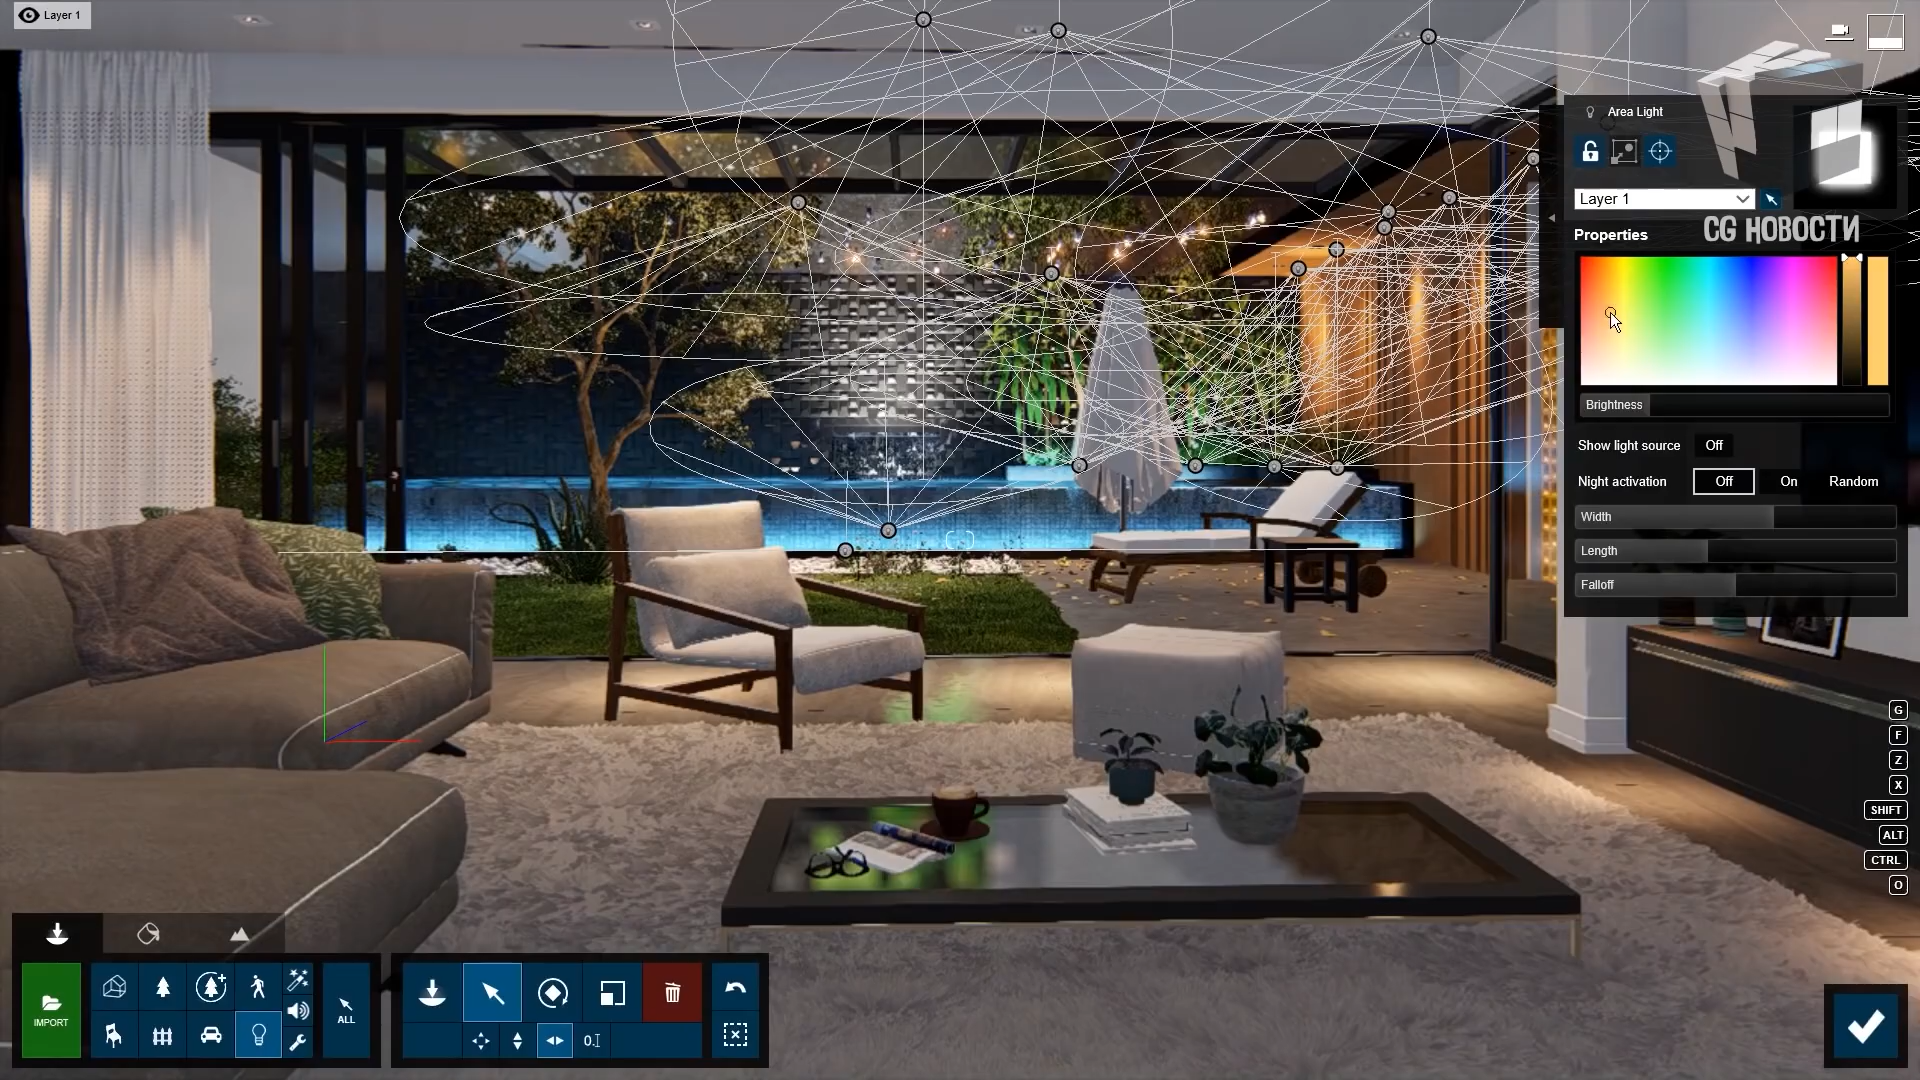 Layer 1
Area Light
Layer 1
CG НОВОСТИ
Properties
Brightness
Show light source Off
Night activation Off On Random
Width
Length
Falloff
G
F
Z
X
SHIFT
ALT
CTRL
O
IMPORT
ALL
0.